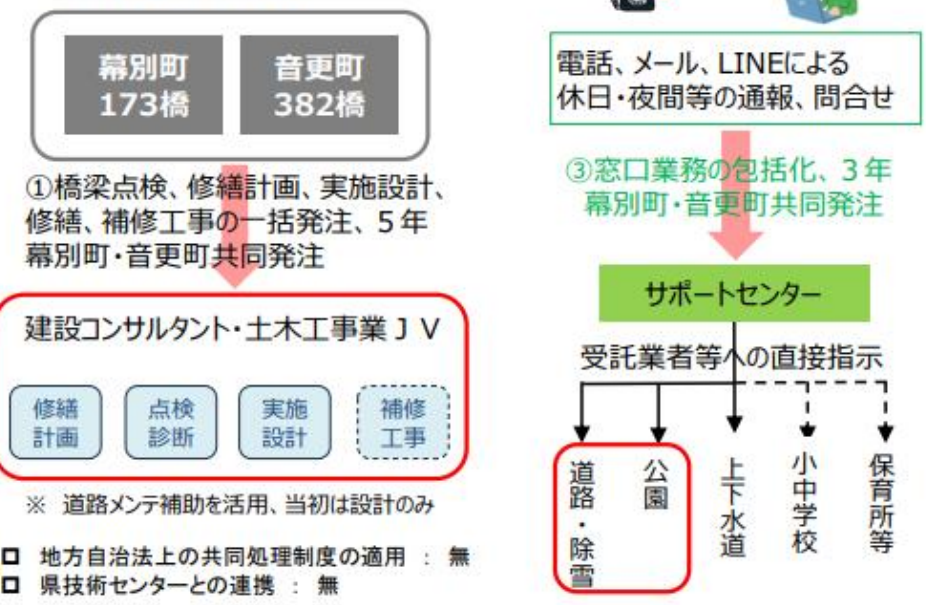 幕別町
173橋
音更町
382橋
①橋梁点検、修繕計画、実施設計、
修繕、補修工事の一括発注、5年
幕別町・音更町共同発注
建設コンサルタント・土木工事業JV
修繕
計画
点検
診断
実施
設計
補修
工事
※ 道路メンテ補助を活用、当初は設計のみ
ロ 地方自治法上の共同処理制度の適用 : 無
ロ 県技術センターとの連携 : 無
電話、メール、LINEによる
休日・夜間等の通報、問合せ
③窓口業務の包括化、3年
幕別町・音更町共同発注
サポートセンター
受託業者等への直接指示
道路・除雪
公園
上下水道
小中学校
保育所等